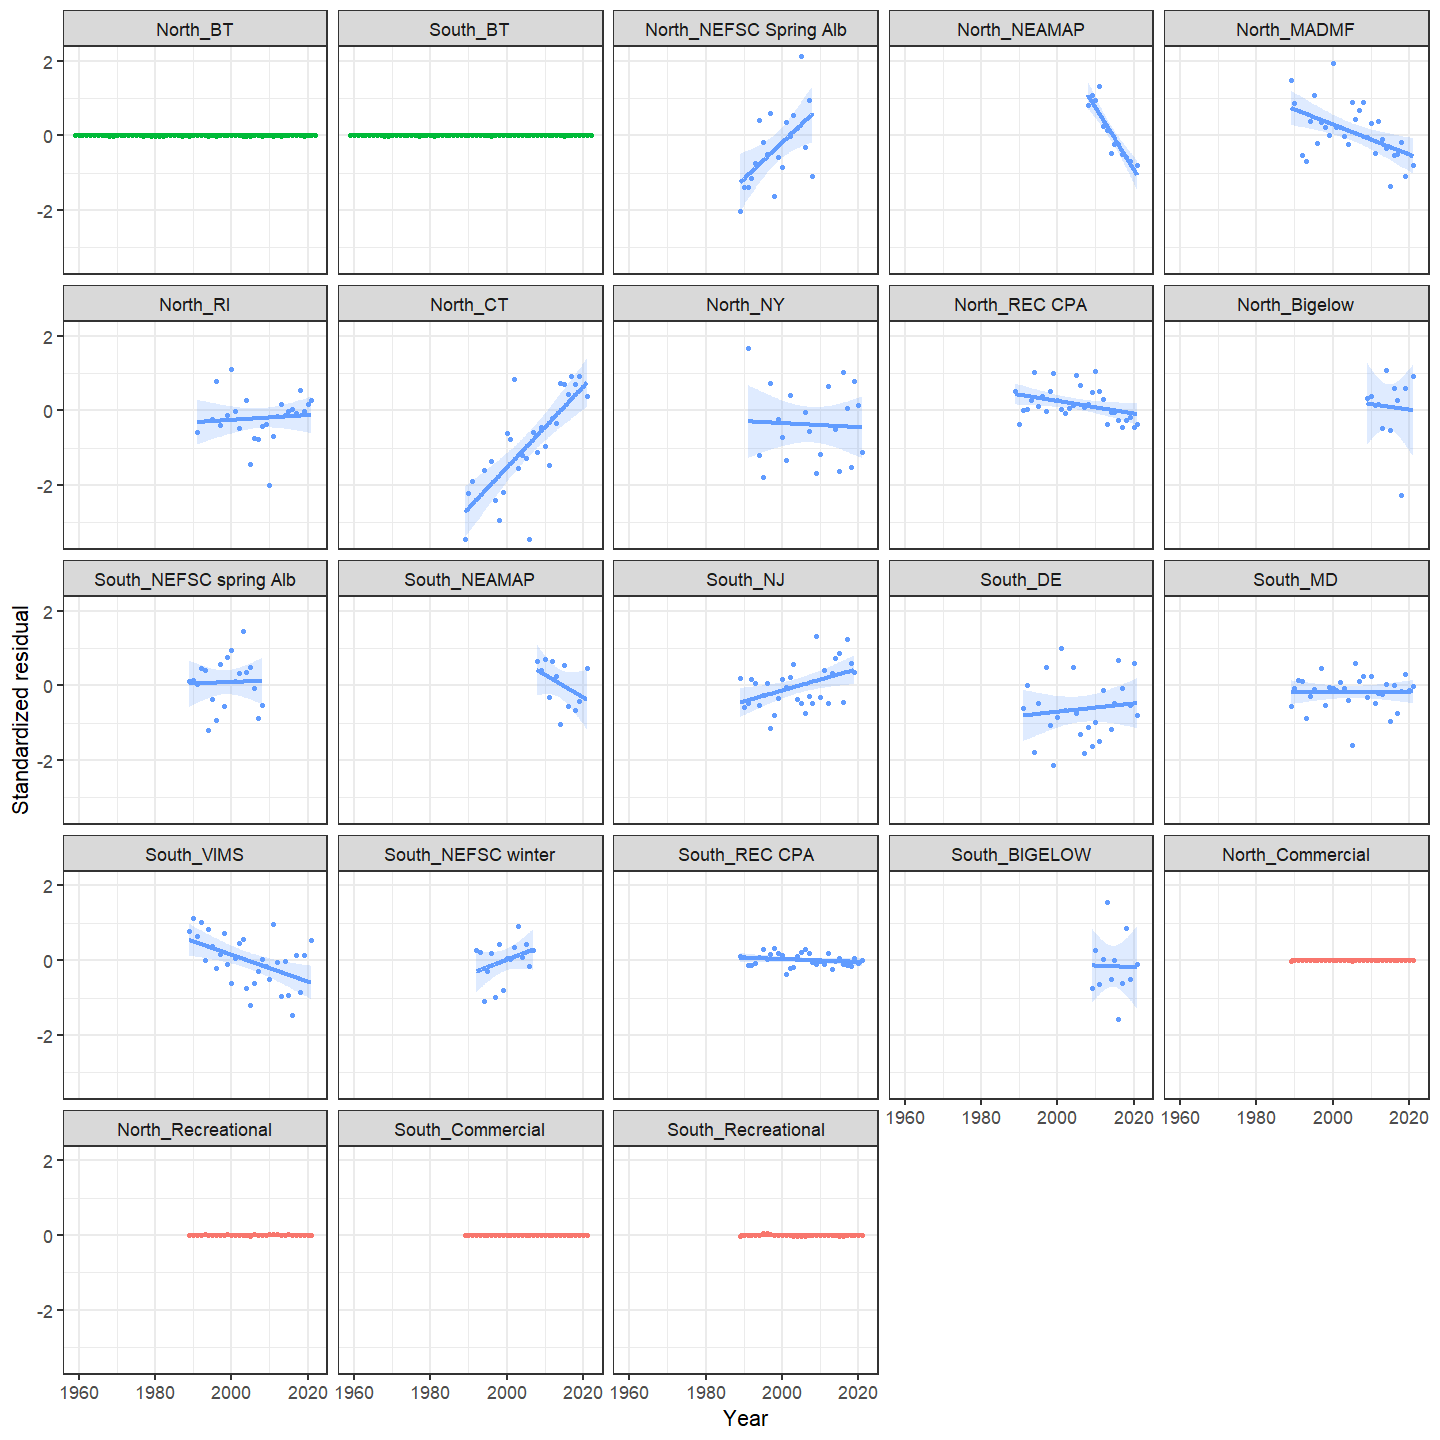 North_BT South_BT North_NEFSC Spring Alb North_NEAMAP North_MADMF
2
0
-2
North_RI North_CT North_NY North_REC CPA North_Bigelow
2
0
-2
South_NEFSC spring Alb South_NEAMAP South_NJ South_DE South_MD
2
0
-2
Standardized residual
South_VIMS South_NEFSC winter South_REC CPA South_BIGELOW North_Commercial
2
0
-2
1960 1980 2000 2020 1960 1980 2000 2020
North_Recreational South_Commercial South_Recreational
2
0
-2
1960 1980 2000 2020 1960 1980 2000 2020 1960 1980 2000 2020
Year